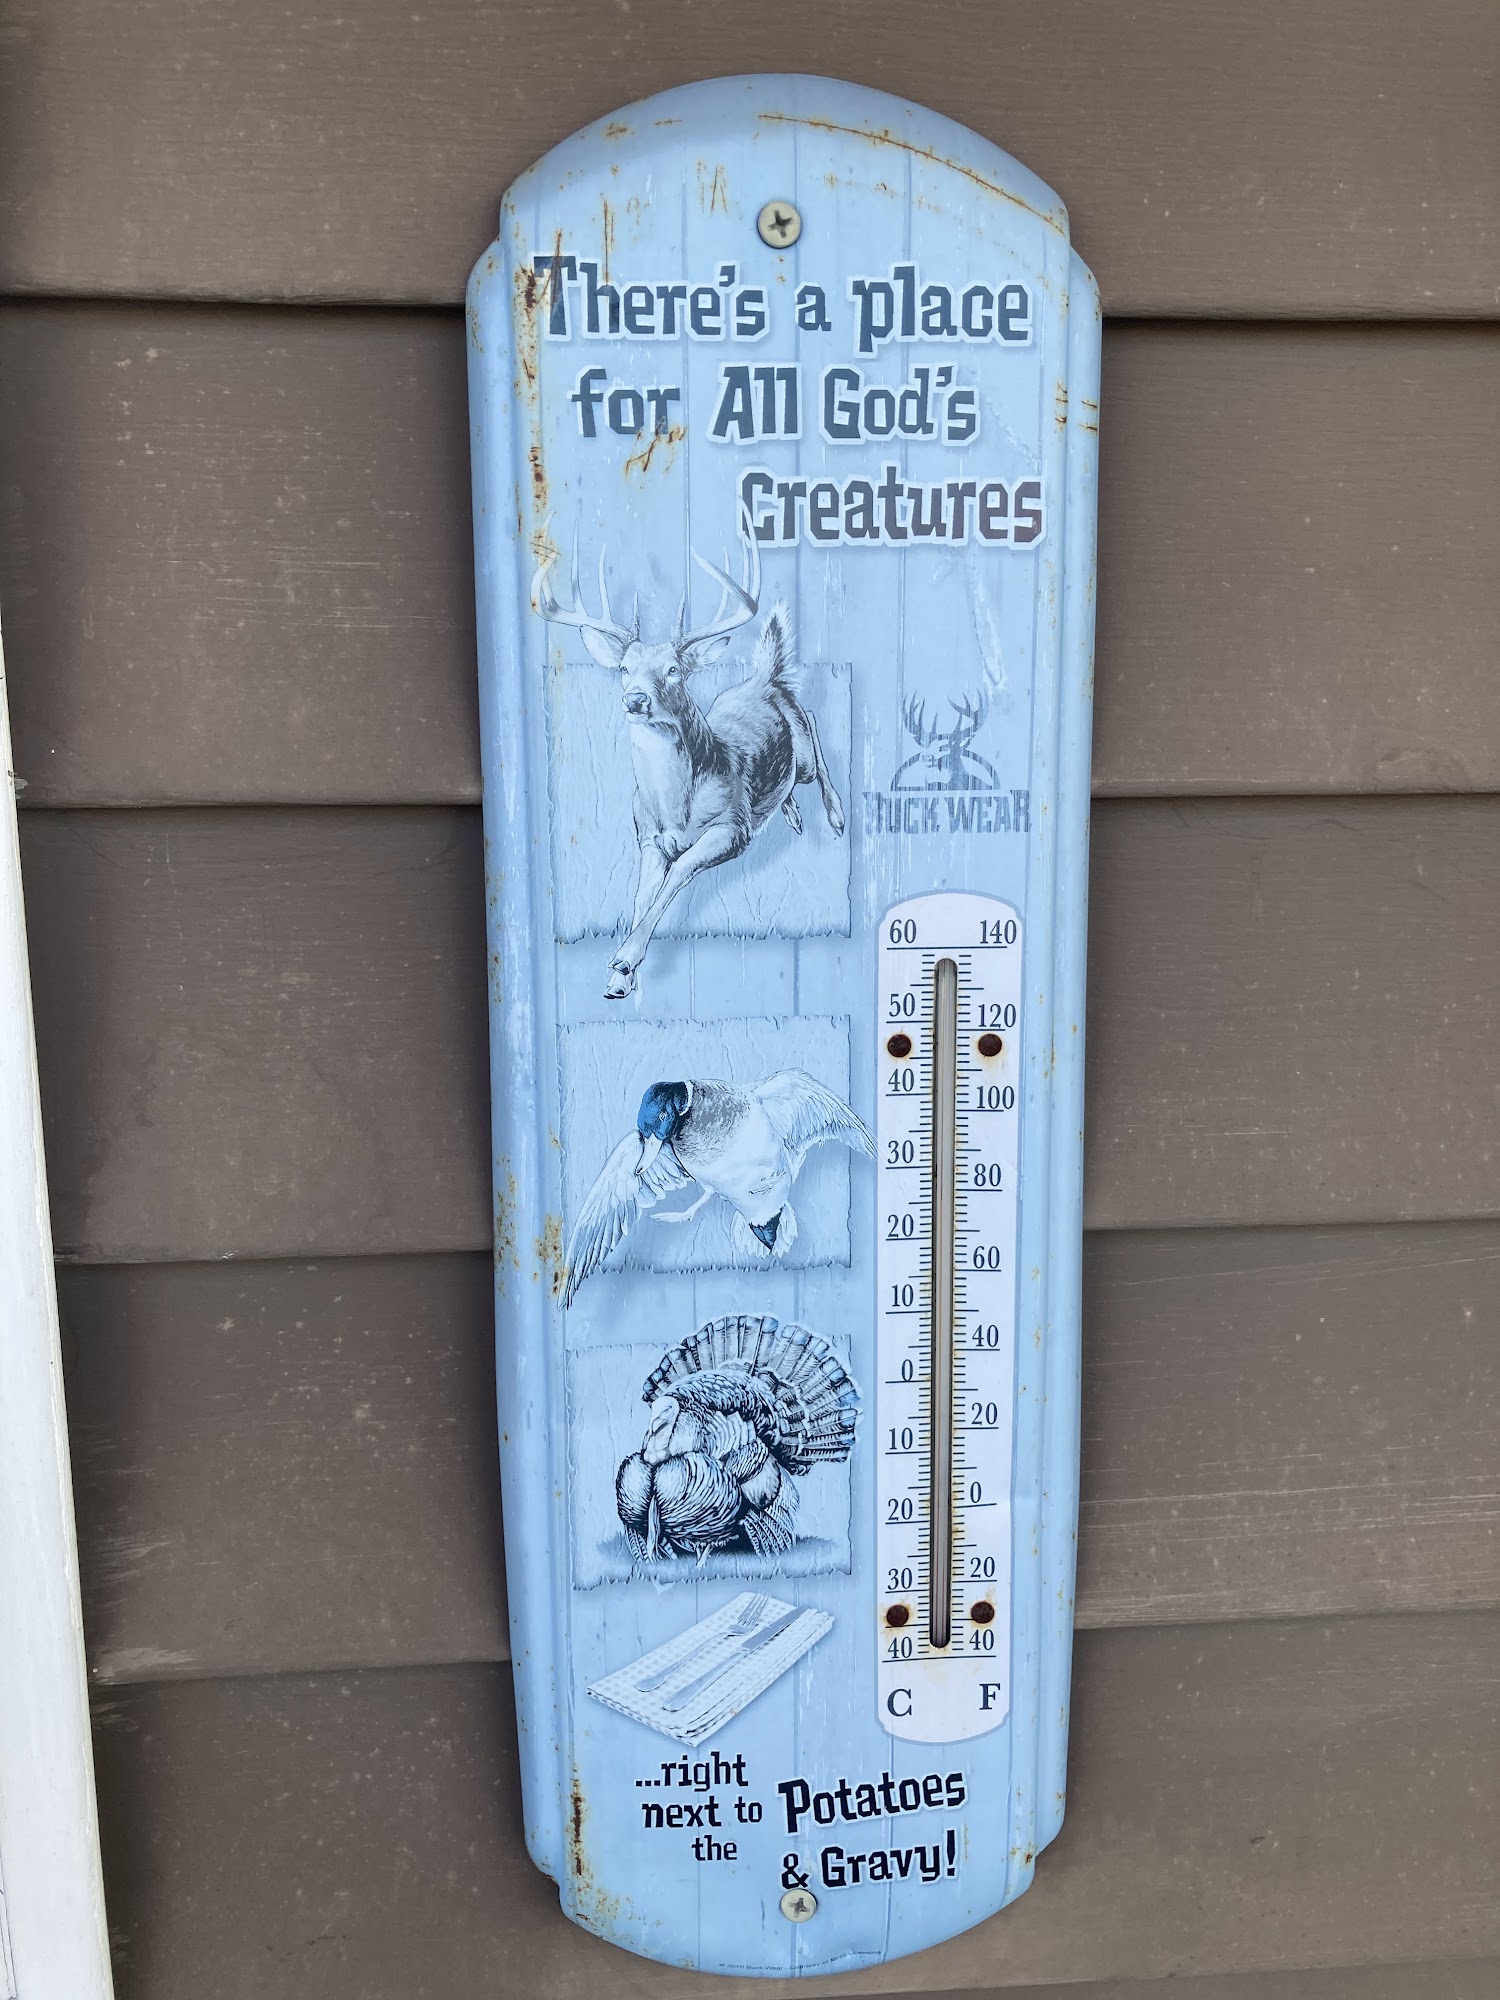 There's a place
for All God's
Creatures
BUCK WEAR
60 140
50 120
40 100
30 80
20 60
10 40
0 20
10 0
20 20
30 40
40
C F
...right
next to
the
Potatoes
& Gravy!